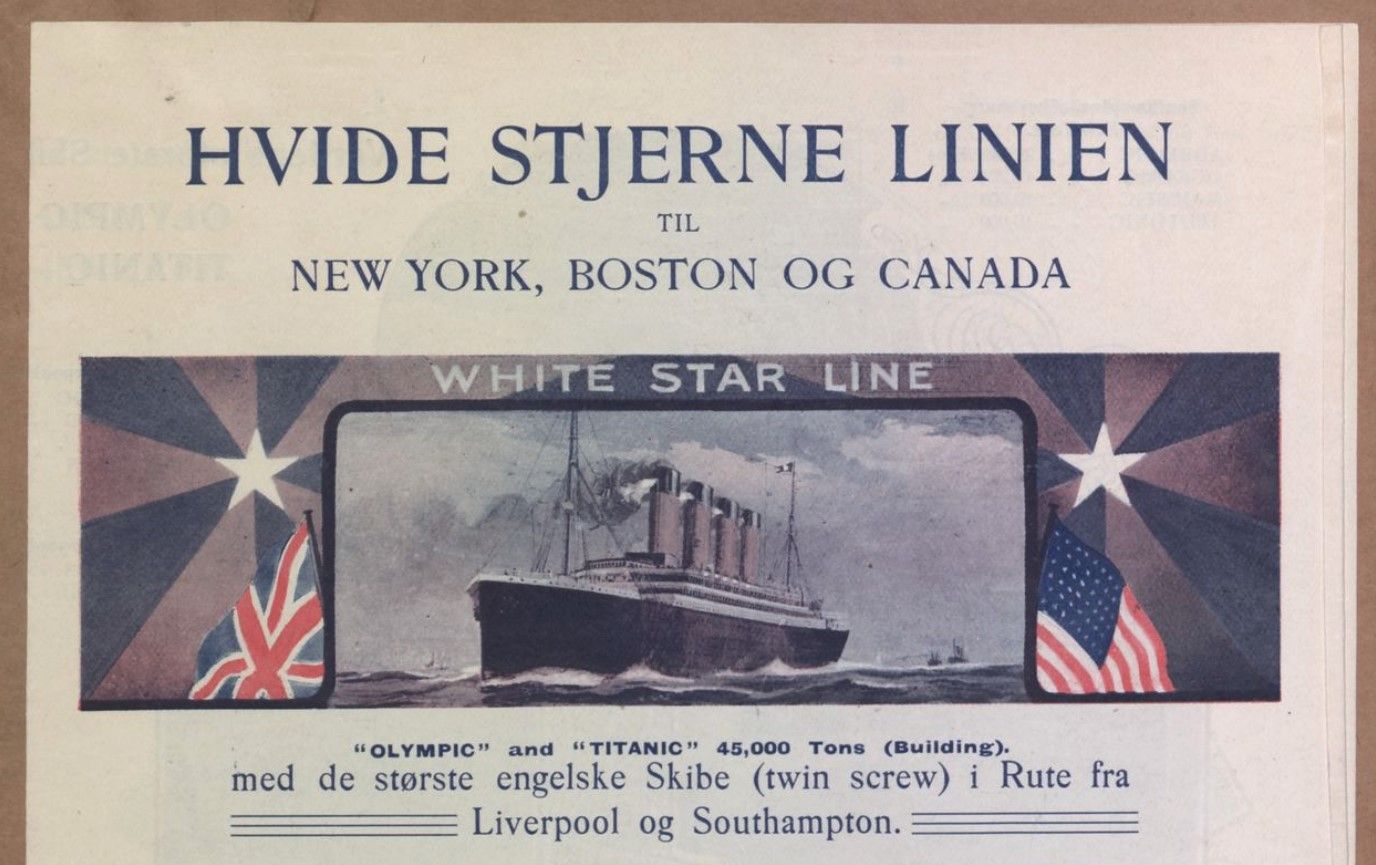 HVIDE STJERNE LINIEN
TIL
NEW YORK, BOSTON OG CANADA
WHITE STAR LINE
"OLYMPIC" and "TITANIC" 45,000 Tons (Building).
med de største engelske Skibe (twin screw) i Rute fra
Liverpool og Southampton.